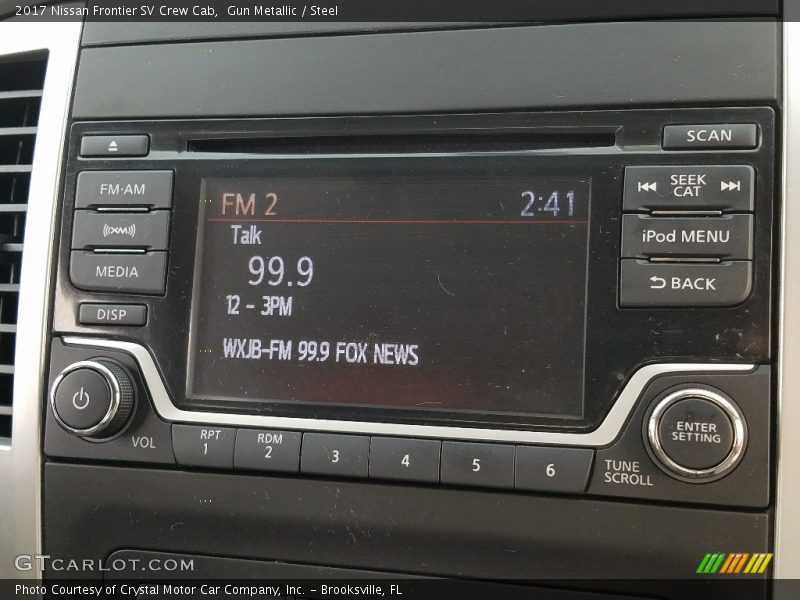 2017 Nissan Frontier SV Crew Cab,  Gun Metallic / Steel
SCAN
FM·AM
SEEK
CAT
FM 2
2:41
((XM))
Talk
iPod MENU
99.9
MEDIA
BACK
12 - 3PM
DISP
WXJB-FM 99.9 FOX NEWS
VOL
RPT
1
RDM
2
3
4
5
6
ENTER
SETTING
TUNE
SCROLL
GTCARLOT.COM
Photo Courtesy of Crystal Motor Car Company, Inc. - Brooksville, FL